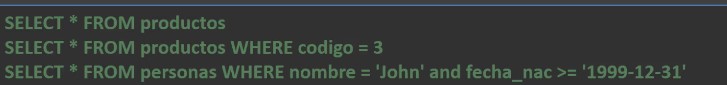 SELECT * FROM productos
SELECT * FROM productos WHERE codigo = 3
SELECT * FROM personas WHERE nombre = 'John' and fecha_nac >= '1999-12-31'